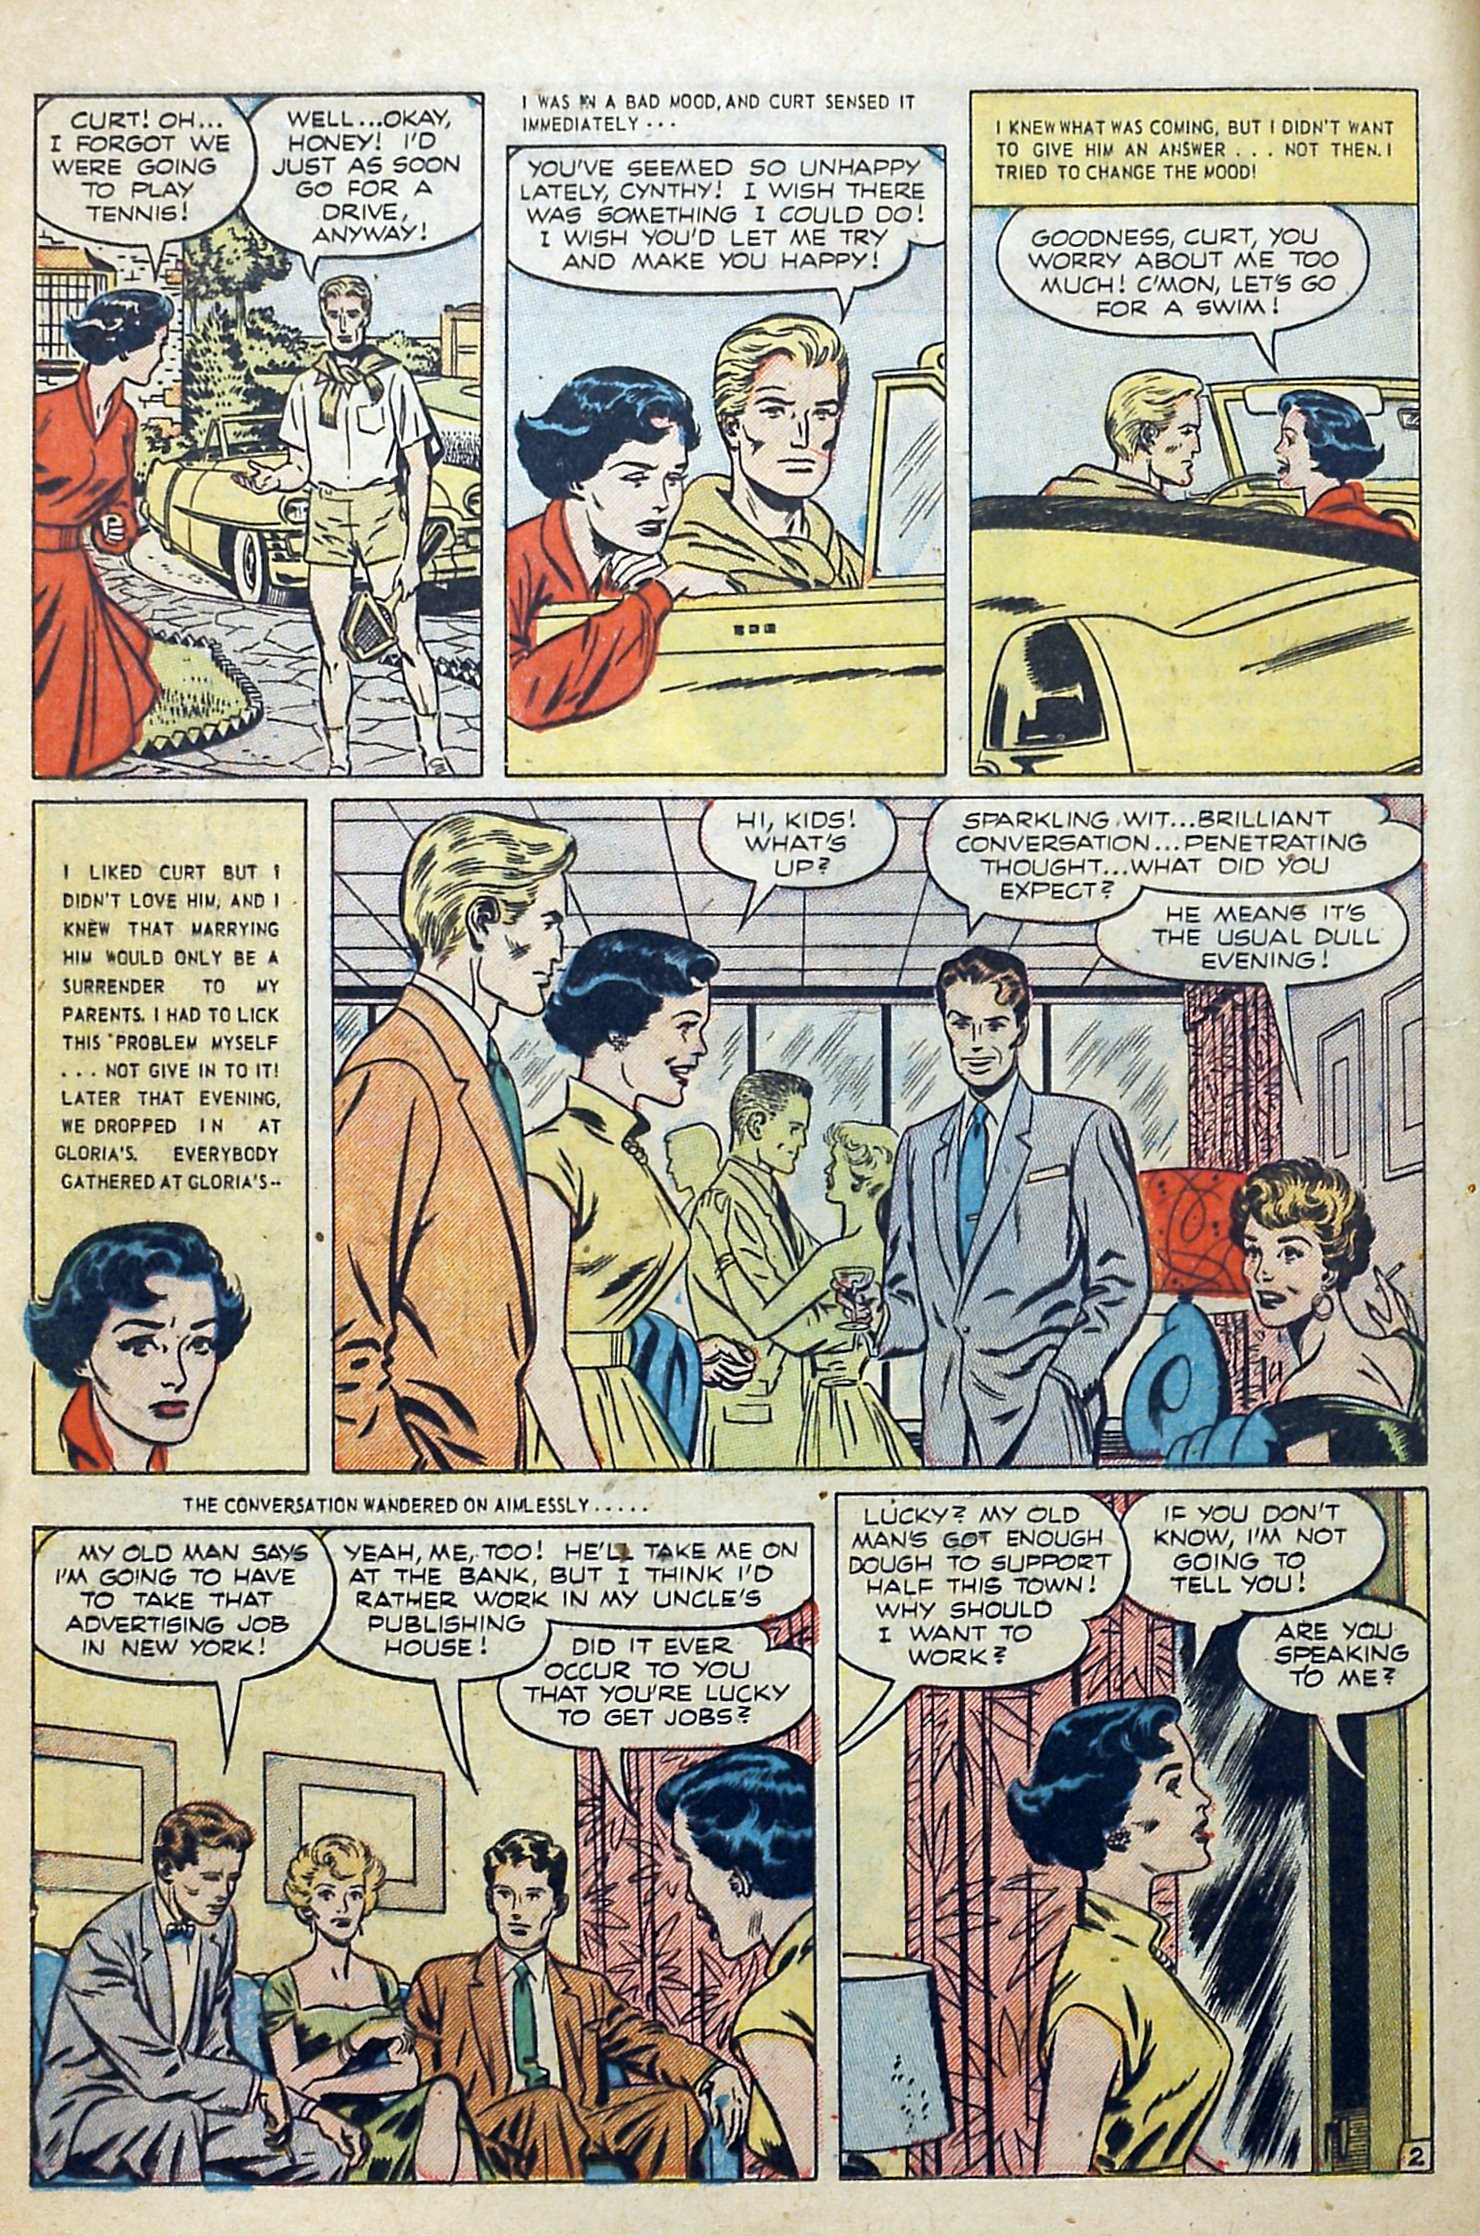 CURT! OH...
I FORGOT WE
WERE GOING
TO PLAY
TENNIS!
WELL...OKAY,
HONEY! I'D
JUST AS SOON
GO FOR A
DRIVE,
ANYWAY!
I WAS IN A BAD MOOD, AND CURT SENSED IT
IMMEDIATELY...
YOU'VE SEEMED SO UNHAPPY
LATELY, CYNTHY! I WISH THERE
WAS SOMETHING I COULD DO!
I WISH YOU'D LET ME TRY
AND MAKE YOU HAPPY!
I KNEW WHAT WAS COMING, BUT I DIDN'T WANT
TO GIVE HIM AN ANSWER . . . NOT THEN. I
TRIED TO CHANGE THE MOOD!
GOODNESS, CURT, YOU
WORRY ABOUT ME TOO
MUCH! C'MON, LET'S GO
FOR A SWIM!
I LIKED CURT BUT I
DIDN'T LOVE HIM, AND I
KNEW THAT MARRYING
HIM WOULD ONLY BE A
SURRENDER TO MY
PARENTS. I HAD TO LICK
THIS PROBLEM MYSELF
. . . NOT GIVE IN TO IT!
LATER THAT EVENING,
WE DROPPED IN AT
GLORIA'S. EVERYBODY
GATHERED AT GLORIA'S--
HI, KIDS!
WHAT'S
UP?
SPARKLING WIT...BRILLIANT
CONVERSATION...PENETRATING
THOUGHT...WHAT DID YOU
EXPECT?
HE MEANS IT'S
THE USUAL DULL
EVENING!
THE CONVERSATION WANDERED ON AIMLESSLY.....
MY OLD MAN SAYS
I'M GOING TO HAVE
TO TAKE THAT
ADVERTISING JOB
IN NEW YORK!
YEAH, ME, TOO! HE'LL TAKE ME ON
AT THE BANK, BUT I THINK I'D
RATHER WORK IN MY UNCLE'S
PUBLISHING
HOUSE!
DID IT EVER
OCCUR TO YOU
THAT YOU'RE LUCKY
TO GET JOBS?
LUCKY? MY OLD
MAN'S GOT ENOUGH
DOUGH TO SUPPORT
HALF THIS TOWN!
WHY SHOULD
I WANT TO
WORK?
IF YOU DON'T
KNOW, I'M NOT
GOING TO
TELL YOU!
ARE YOU
SPEAKING
TO ME?
2